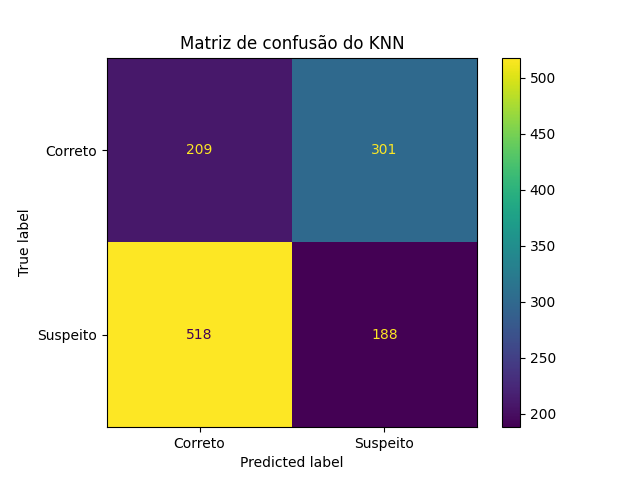 Matriz de confusão do KNN
True label
Correto
209
301
Suspeito
518
188
Correto
Suspeito
Predicted label
500
450
400
350
300
250
200